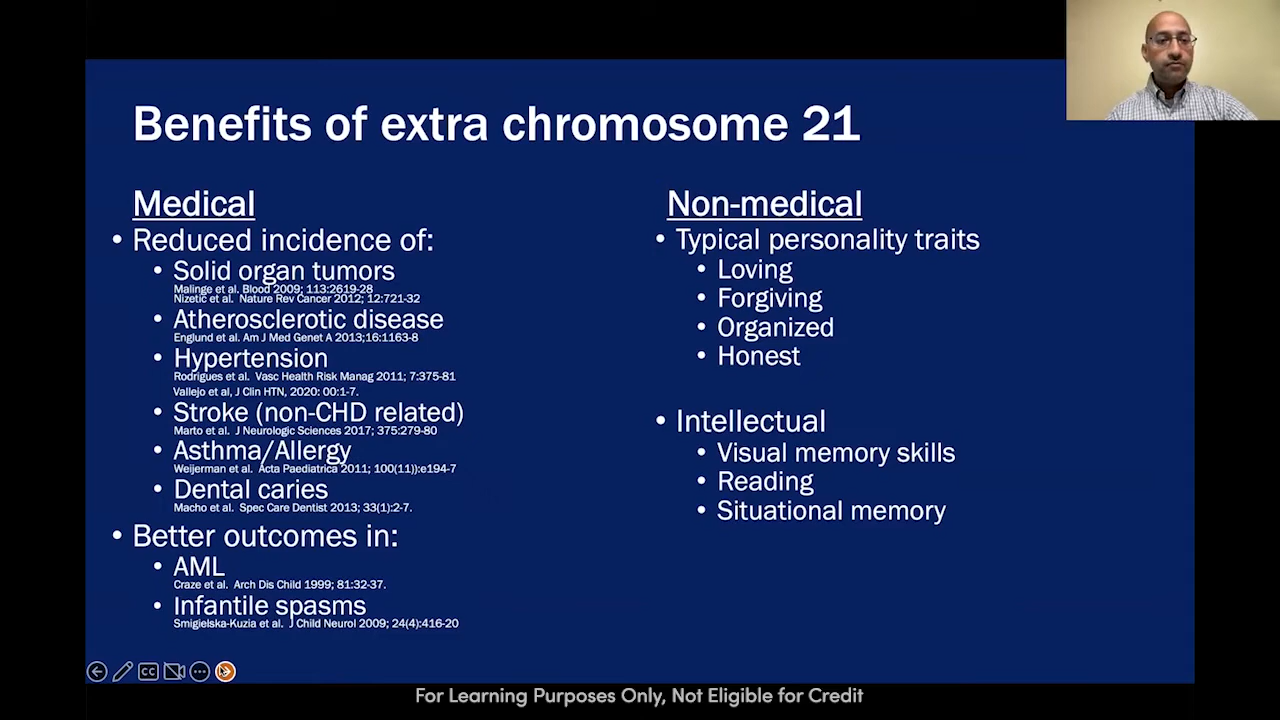 Benefits of extra chromosome 21
Medical
• Reduced incidence of:
• Solid organ tumors
Malinge et al. Blood 2009; 113:2619-28
Nizetic et al. Nature Rev Cancer 2012; 12:721-32
• Atherosclerotic disease
Englund et al. Am J Med Genet A 2013;16:1163-8
• Hypertension
Rodrigues et al. Vasc Health Risk Manag 2011; 7:375-81
Vallejo et al, J Clin HTN, 2020: 00:1-7.
• Stroke (non-CHD related)
Marto et al. J Neurologic Sciences 2017; 375:279-80
• Asthma/Allergy
Weijerman et al. Acta Paediatrica 2011; 100(11)):e194-7
• Dental caries
Macho et al. Spec Care Dentist 2013; 33(1):2-7.
• Better outcomes in:
• AML
Craze et al. Arch Dis Child 1999; 81:32-37.
• Infantile spasms
Smigielska-Kuzia et al. J Child Neurol 2009; 24(4):416-20
Non-medical
• Typical personality traits
• Loving
• Forgiving
• Organized
• Honest
• Intellectual
• Visual memory skills
• Reading
• Situational memory
CC
For Learning Purposes Only, Not Eligible for Credit